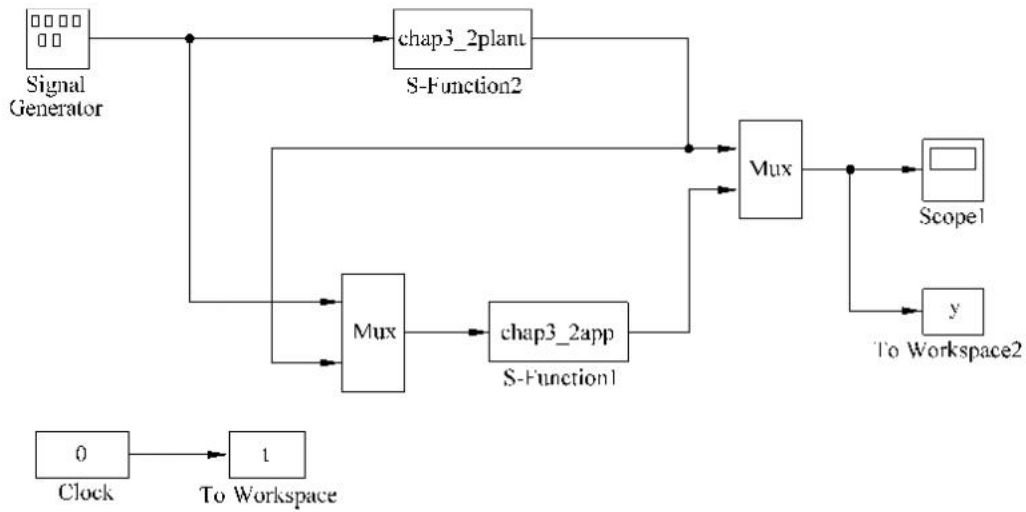 chap3_2plant
S-Function2
Signal
Generator
Mux
Scope1
Mux
chap3_2app
S-Function1
y
To Workspace2
0
Clock
t
To Workspace